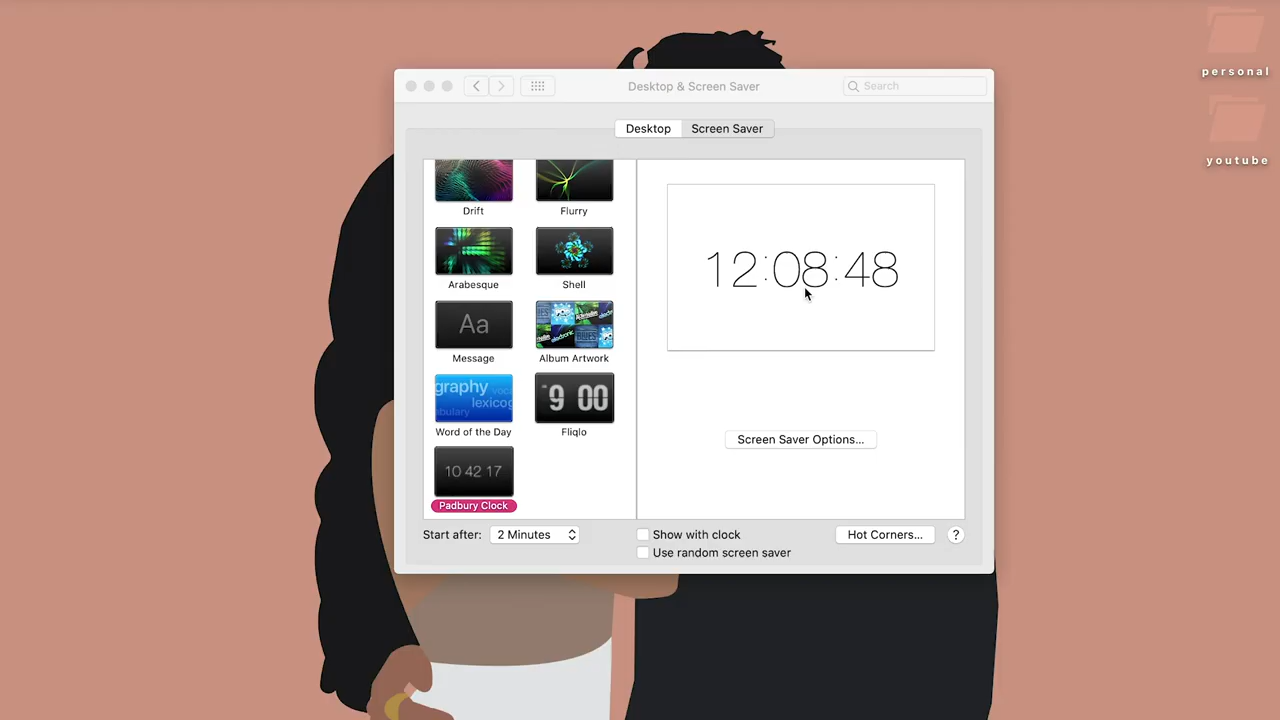 personal
youtube
Desktop & Screen Saver
Search
Desktop
Screen Saver
Drift
Flurry
Arabesque
Shell
Aa
Message
Album Artwork
graphy
lexicog
Word of the Day
9 00
Fliqlo
10 42 17
Padbury Clock
12:08:48
Screen Saver Options...
Start after:
2 Minutes
Show with clock
Use random screen saver
Hot Corners...
?